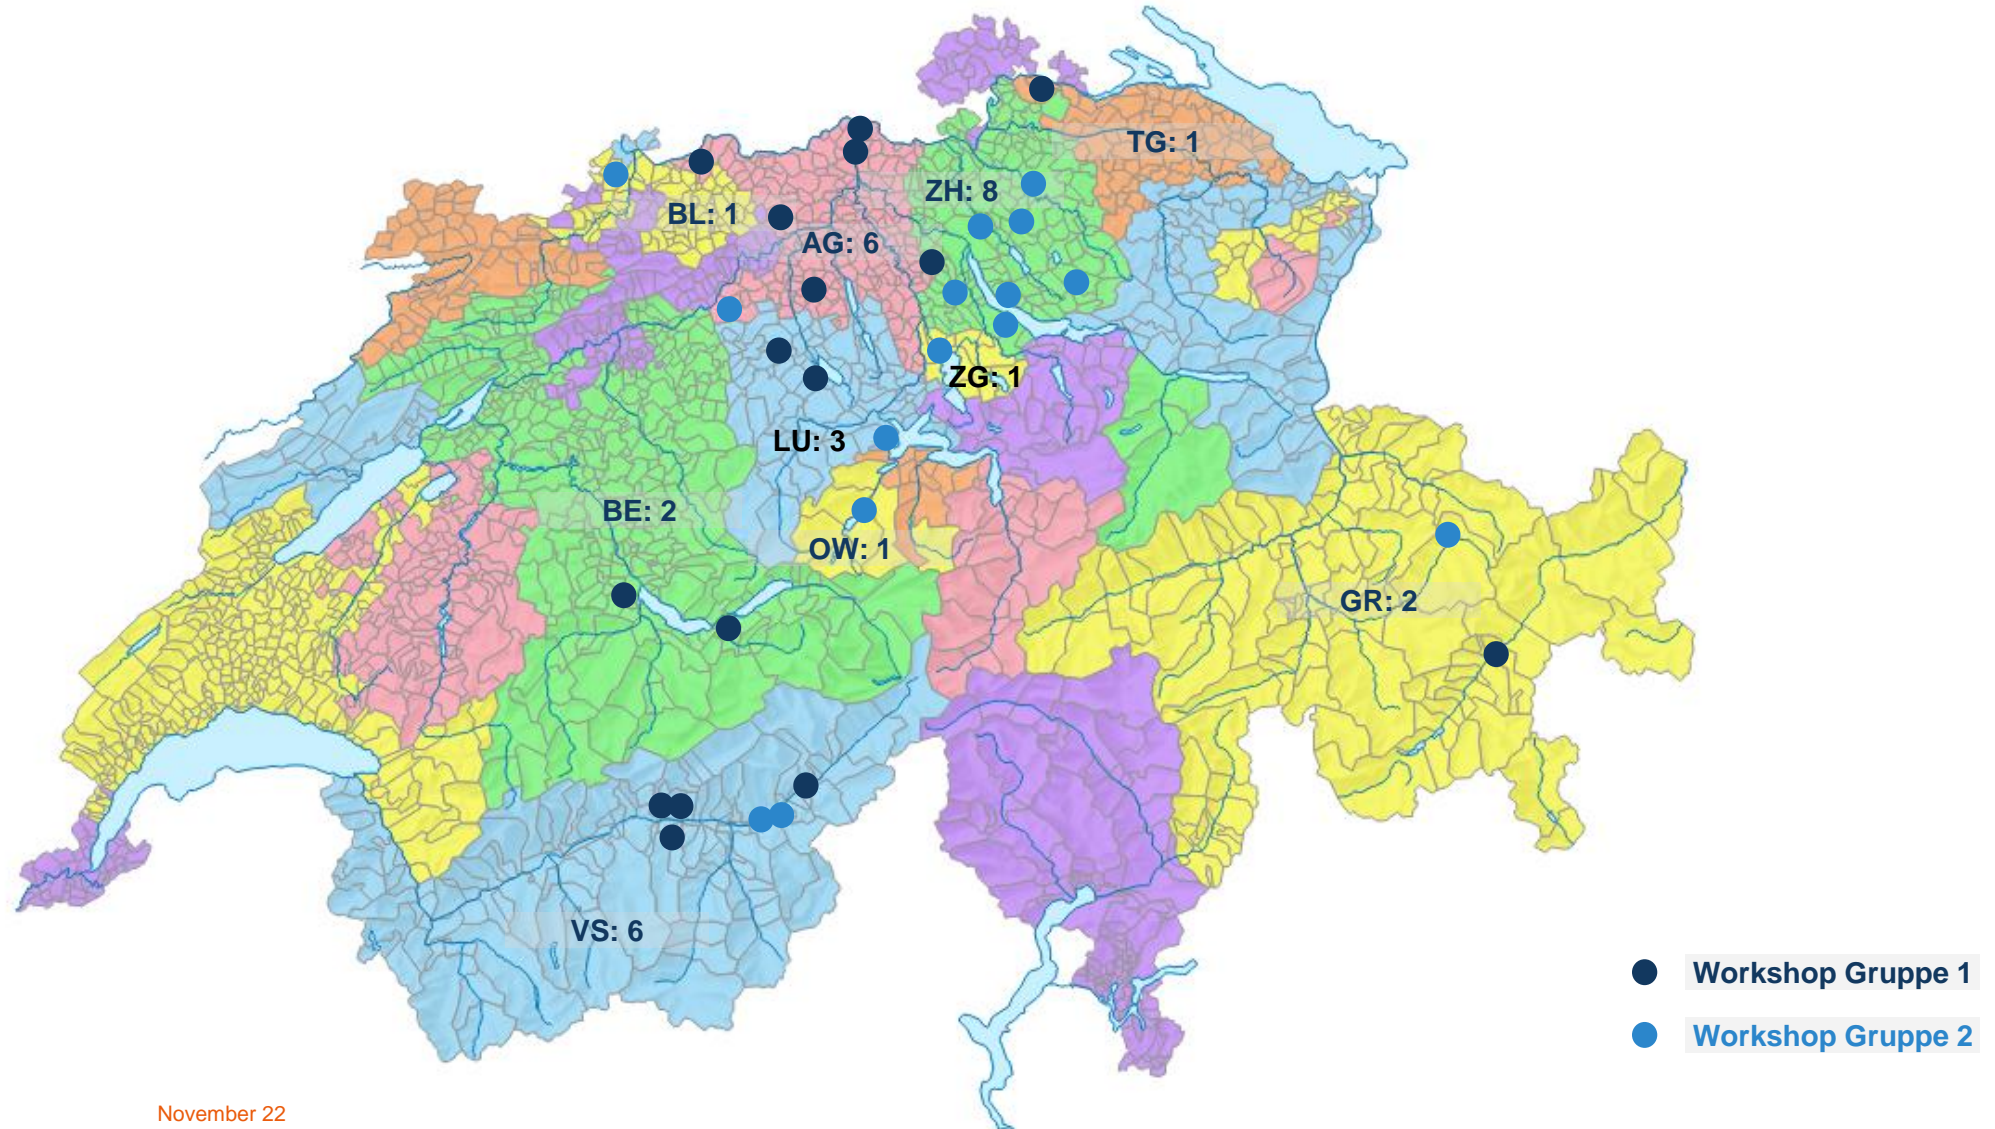 TG: 1
ZH: 8
BL: 1
AG: 6
ZG: 1
LU: 3
BE: 2
OW: 1
GR: 2
VS: 6
Workshop Gruppe 1
Workshop Gruppe 2
November 22